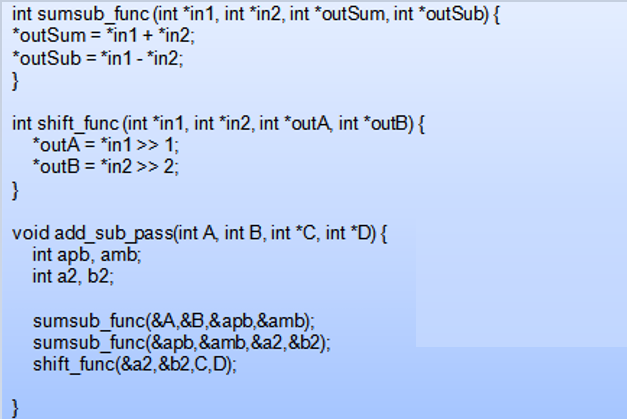 int sumsub_func (int *in1, int *in2, int *outSum, int *outSub) {
*outSum = *in1 + *in2;
*outSub = *in1 - *in2;
}
int shift_func (int *in1, int *in2, int *outA, int *outB) {
*outA = *in1 >> 1;
*outB = *in2 >> 2;
}
void add_sub_pass(int A, int B, int *C, int *D) {
int apb, amb;
int a2, b2;
sumsub_func(&A,&B,&apb,&amb);
sumsub_func(&apb,&amb,&a2,&b2);
shift_func(&a2,&b2,C,D);
}